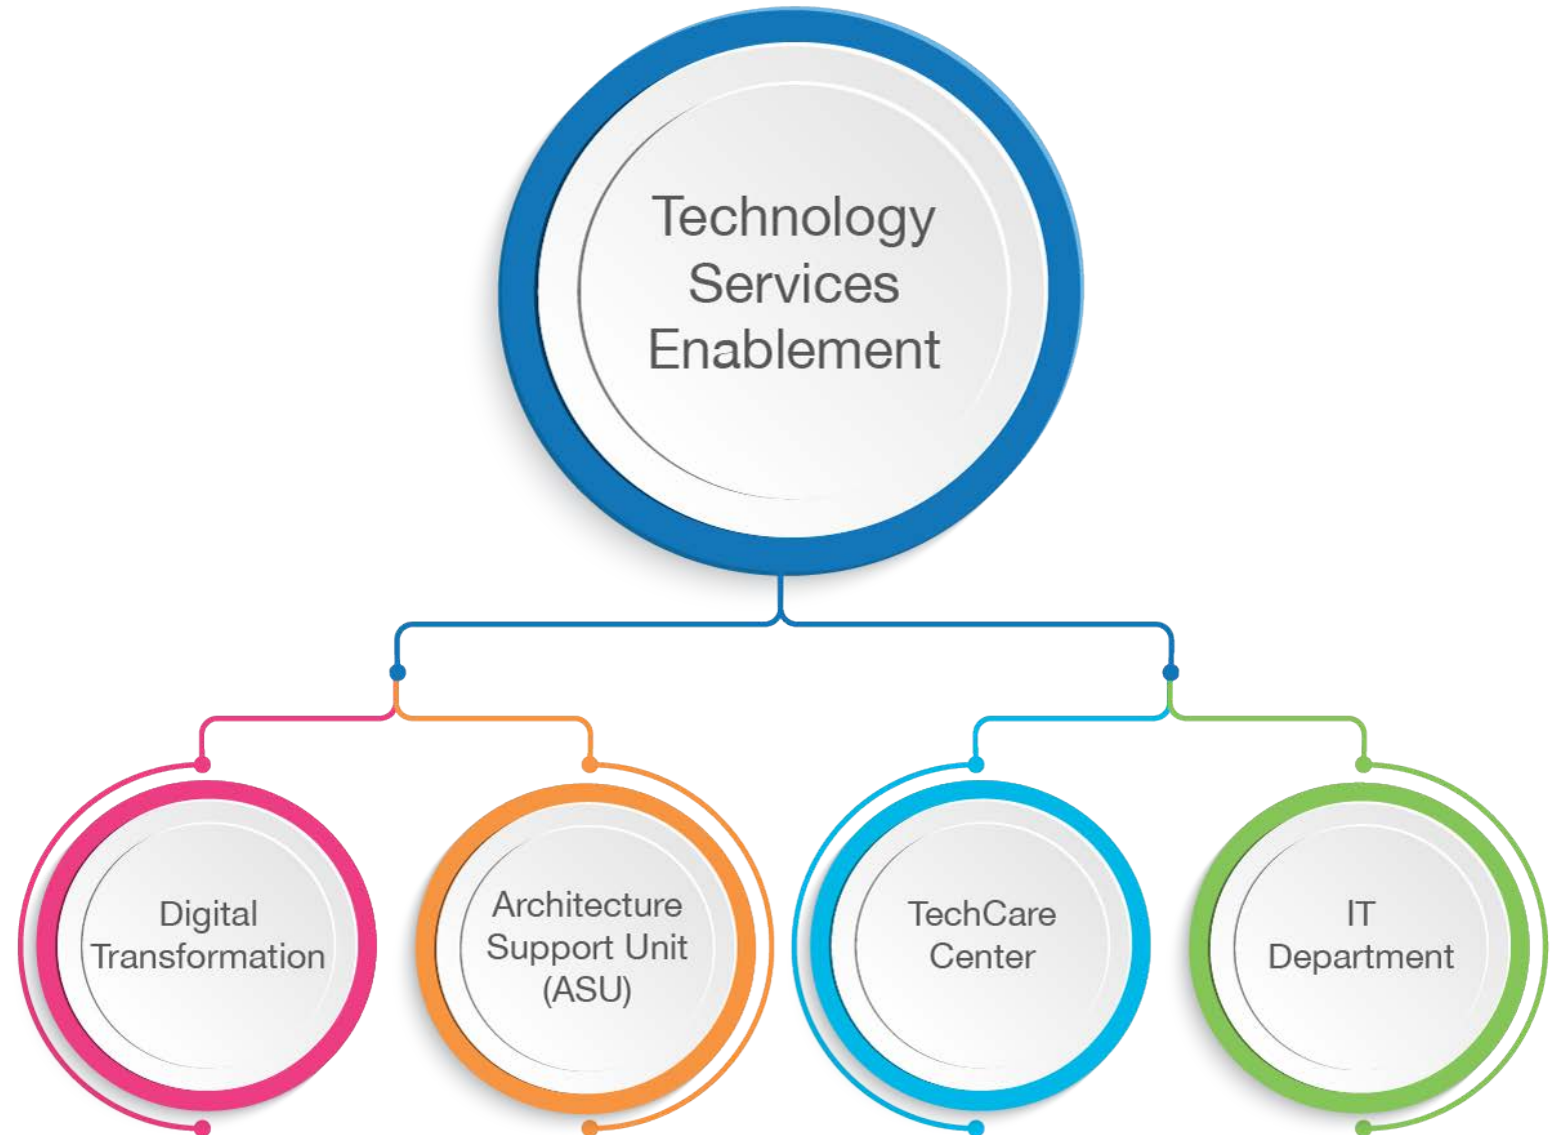 Technology
Services
Enablement
Digital
Transformation
Architecture
Support Unit
(ASU)
TechCare
Center
IT
Department